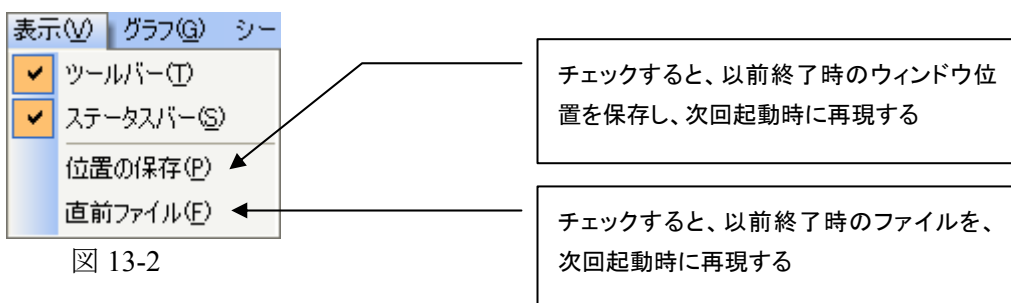 表示(V) グラフ(G) シー
ツールバー(T)
ステータスバー(S)
位置の保存(P)
直前ファイル(F)
図 13-2
チェックすると、以前終了時のウィンドウ位
置を保存し、次回起動時に再現する
チェックすると、以前終了時のファイルを、
次回起動時に再現する